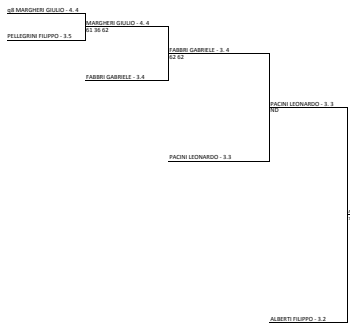 q8 MARGHERI GIULIO - 4. 4
MARGHERI GIULIO - 4. 4
61 36 62
PELLEGRINI FILIPPO - 3.5
FABBRI GABRIELE - 3. 4
62 62
FABBRI GABRIELE - 3.4
PACINI LEONARDO - 3. 3
ND
PACINI LEONARDO - 3.3
ALBERTI FILIPPO - 3.2